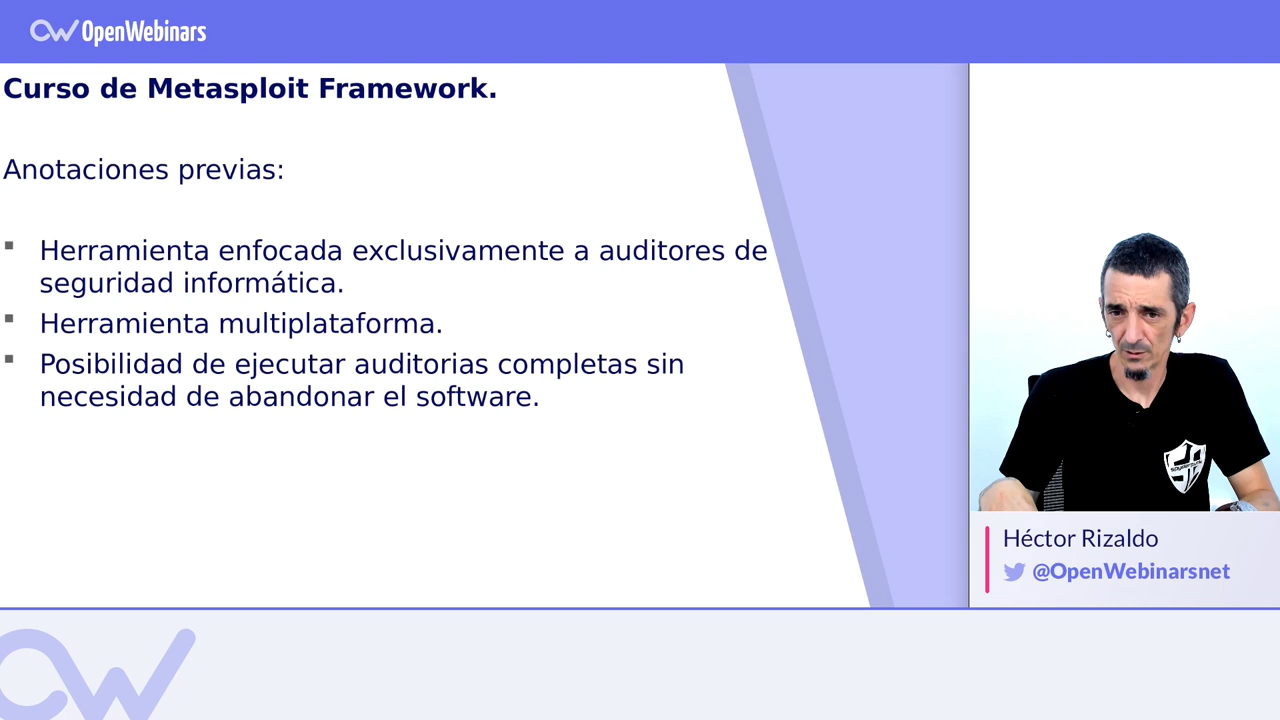 OpenWebinars
Curso de Metasploit Framework.
Anotaciones previas:
Herramienta enfocada exclusivamente a auditores de
seguridad informática.
Herramienta multiplataforma.
Posibilidad de ejecutar auditorias completas sin
necesidad de abandonar el software.
Héctor Rizaldo
@OpenWebinarsnet